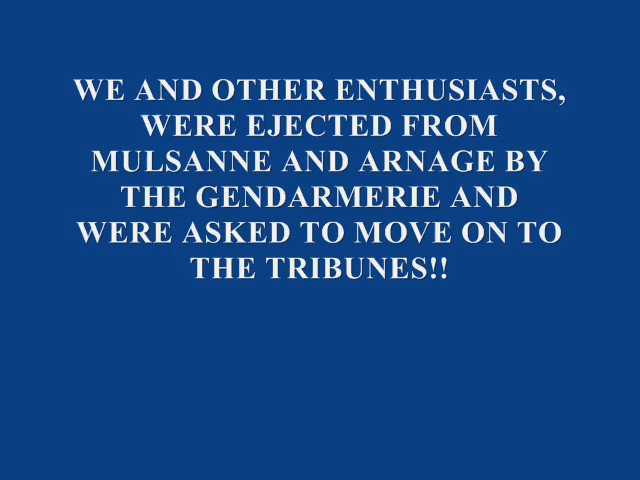 WE AND OTHER ENTHUSIASTS,
WERE EJECTED FROM
MULSANNE AND ARNAGE BY
THE GENDARMERIE AND
WERE ASKED TO MOVE ON TO
THE TRIBUNES!!